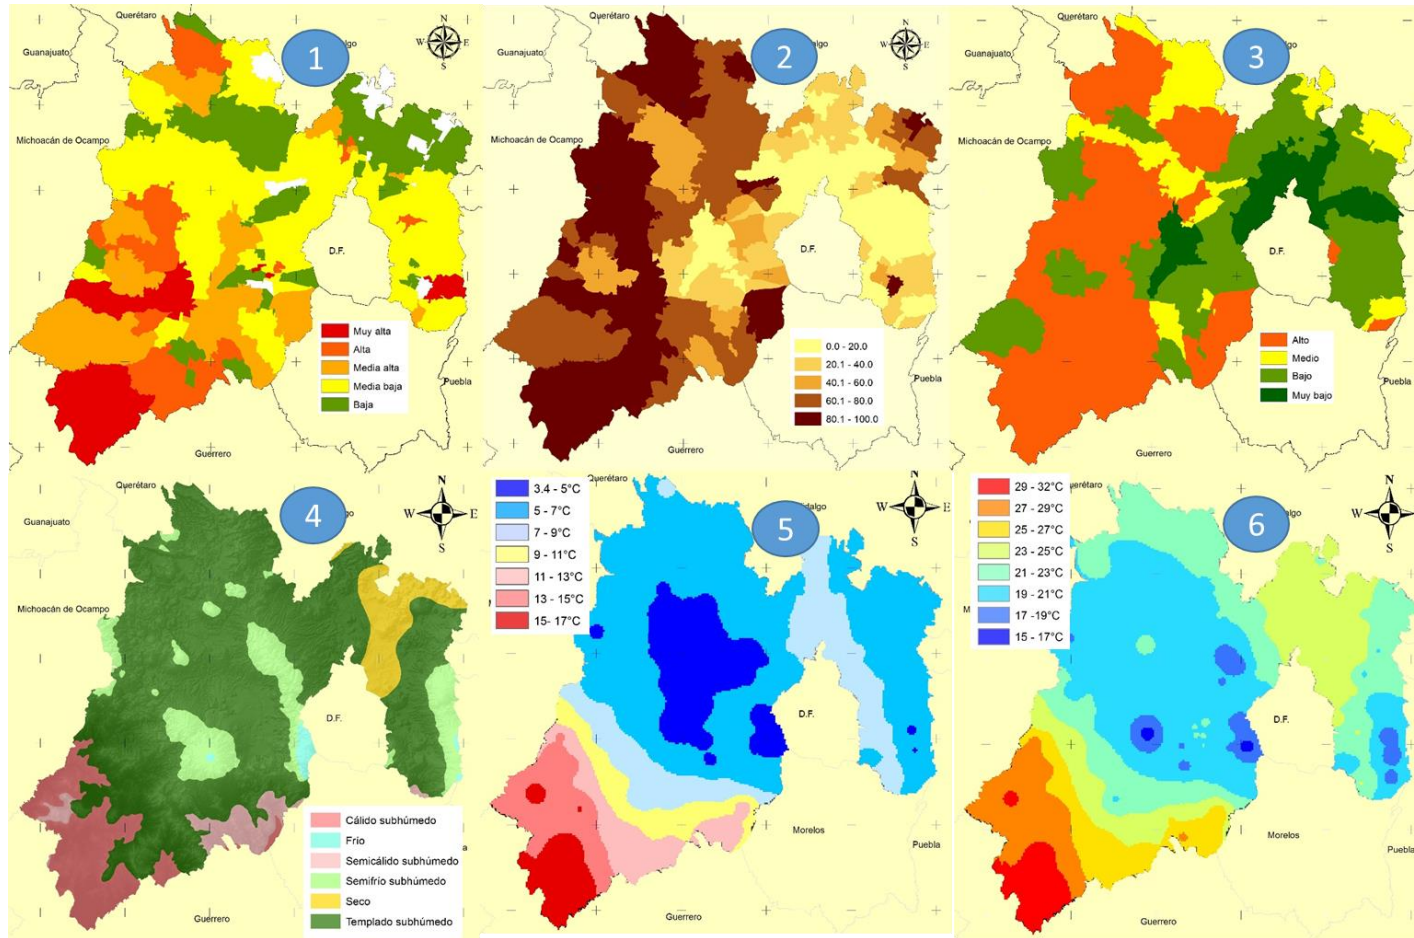 Querétaro
Guanajuato
1
algo
N
W
E
S
Michoacán de Ocampo
D.F.
Muy alta
Alta
Media alta
Media baja
Baja
Puebla
Guerrero
Querétaro
Guanajuato
2
N
W
E
S
Michoacán de Ocampo
D.F.
0.0 - 20.0
20.1 - 40.0
40.1 - 60.0
60.1 - 80.0
80.1 - 100.0
Guerrero
Querétaro
Guanajuato
3
lgo
N
W
E
S
Michoacán de Ocampo
D.F.
Alto
Medio
Bajo
Muy bajo
Puebla
Guerrero
Querétaro
Guanajuato
4
N
W
E
S
Michoacán de Ocampo
D.F.
Cálido subhúmedo
Frío
Semicálido subhúmedo
Semifrío subhúmedo
Seco
Templado subhúmedo
Guerrero
3.4 - 5°C
5 - 7°C
7 - 9°C
9 - 11°C
11 - 13°C
13 - 15°C
15- 17°C
Querétaro
5
dalgo
N
W
E
S
D.F.
Morelos
Puebla
Guerrero
29 - 32°C
27 - 29°C
25 - 27°C
23 - 25°C
21 - 23°C
19 - 21°C
17 -19°C
15 - 17°C
Querétaro
6
lgo
N
W
E
S
D.F.
Morelos
Puebla
Guerrero